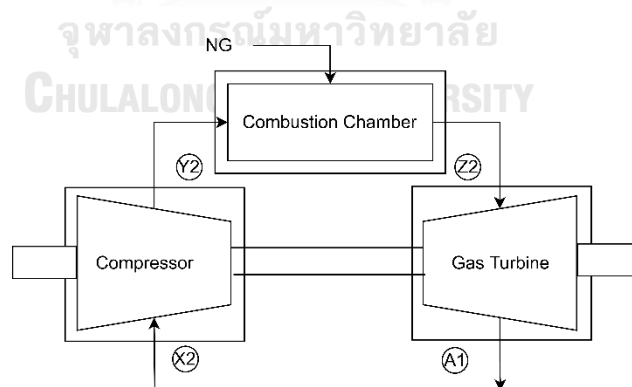 จุฬาลงกรณ์มหาวิทยาลัย
NG
CHULALONG RSITY
Combustion Chamber
Y2
Z2
Compressor
Gas Turbine
X2
A1